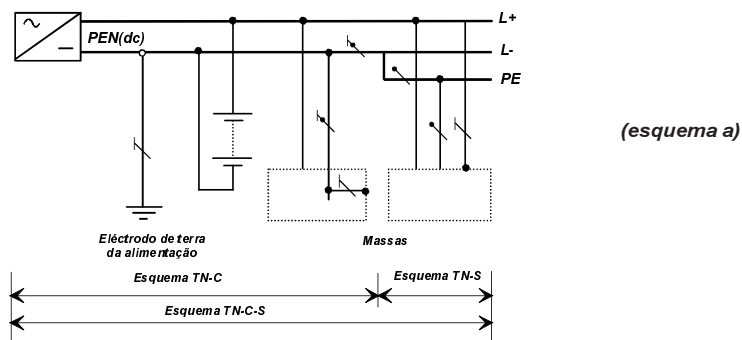 L+
PEN(dc)
L-
PE
(esquema a)
Eléctrodo de terra
da alimentação
Massas
Esquema TN-C
Esquema TN-S
Esquema TN-C-S